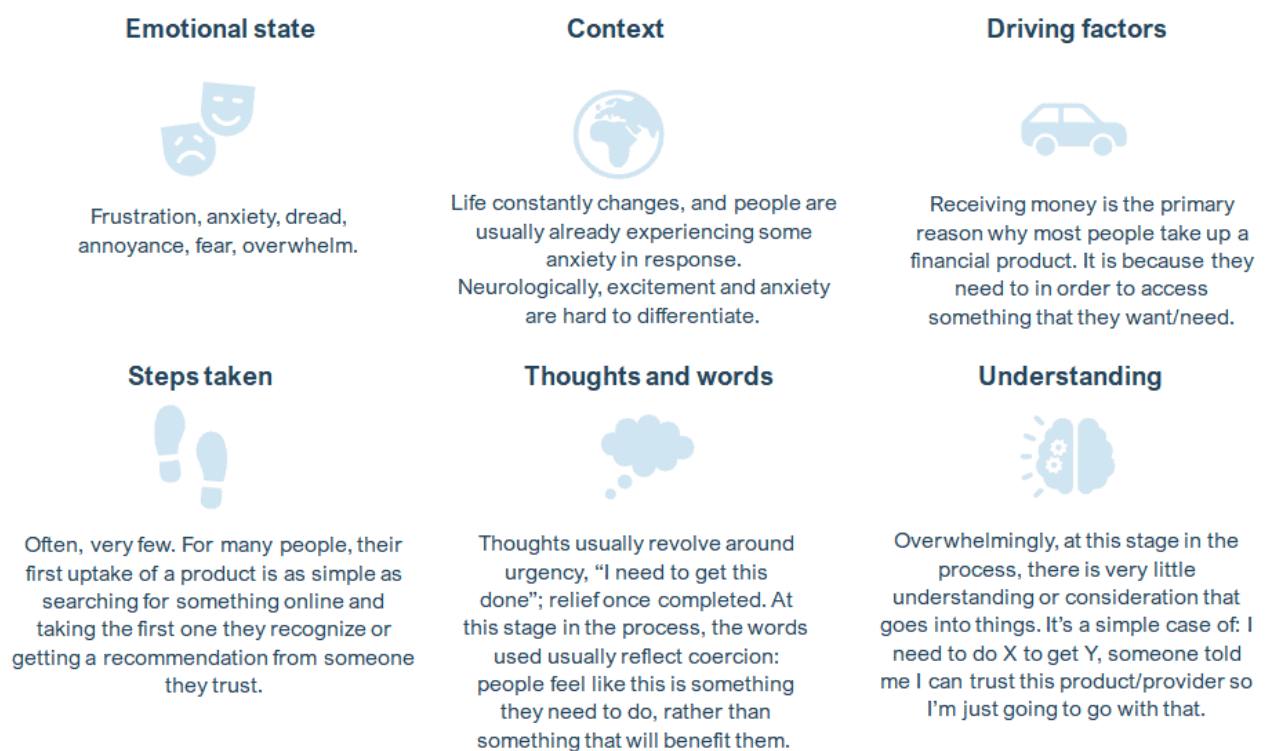 Emotional state
Frustration, anxiety, dread,
annoyance, fear, overwhelm.
Context
Life constantly changes, and people are
usually already experiencing some
anxiety in response.
Neurologically, excitement and anxiety
are hard to differentiate.
Driving factors
Receiving money is the primary
reason why most people take up a
financial product. It is because they
need to in order to access
something that they want/need.
Steps taken
Often, very few. For many people, their
first uptake of a product is as simple as
searching for something online and
taking the first one they recognize or
getting a recommendation from someone
they trust.
Thoughts and words
Thoughts usually revolve around
urgency, “I need to get this
done”; relief once completed. At
this stage in the process, the words
used usually reflect coercion:
people feel like this is something
they need to do, rather than
something that will benefit them.
Understanding
Overwhelmingly, at this stage in the
process, there is very little
understanding or consideration that
goes into things. It’s a simple case of: I
need to do X to get Y, someone told
me I can trust this product/provider so
I’m just going to go with that.